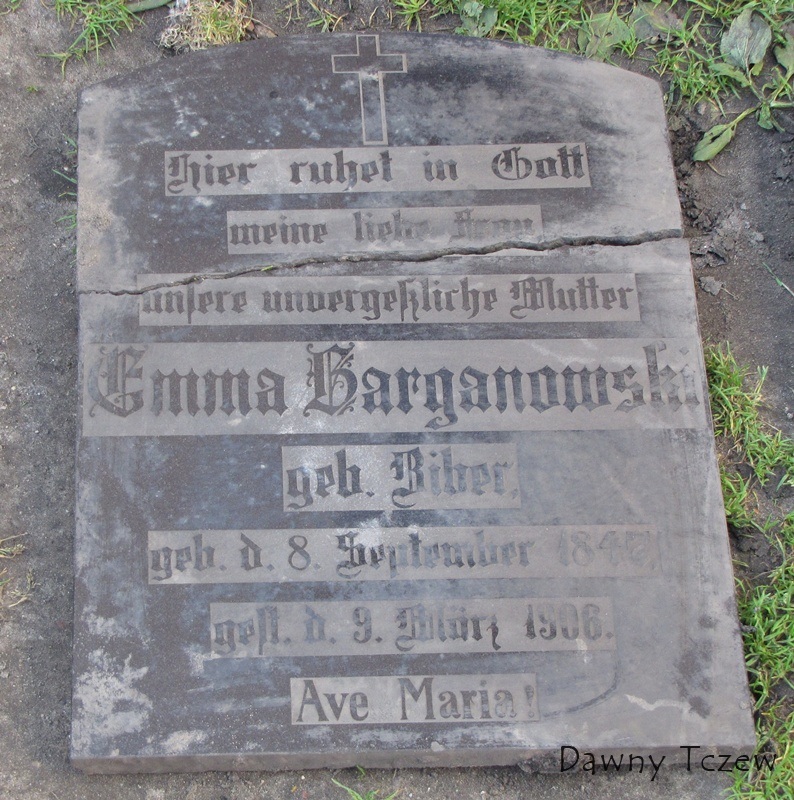 Hier ruhet in Gott
meine liebe Frau
unsere unvergeßliche Mutter
Emma Garganowski
geb. Biber,
geb. d. 8. September
gest. d. 9. März 1906.
Ave Maria!
Dawny Tczew